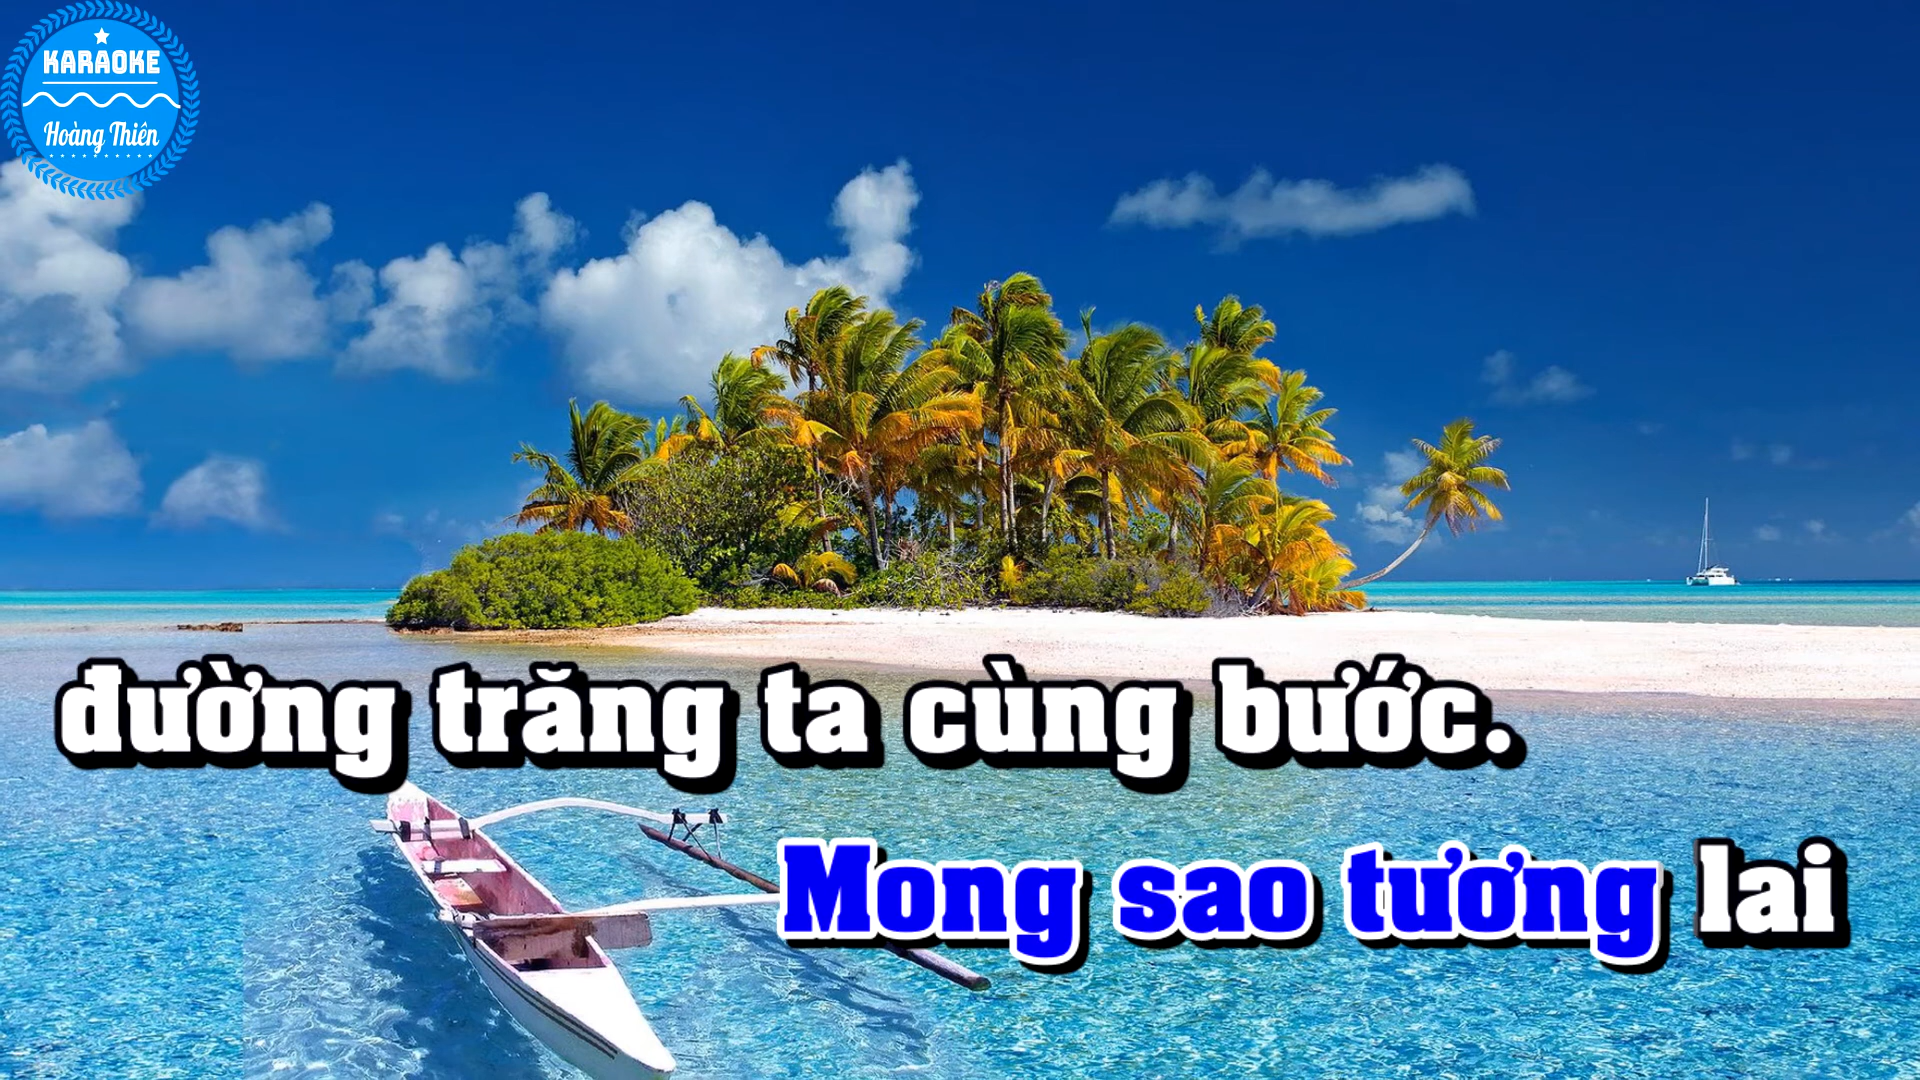 KARAOKE
Hoàng Thiên
đường trăng ta cùng bước.
Mong sao tương lai